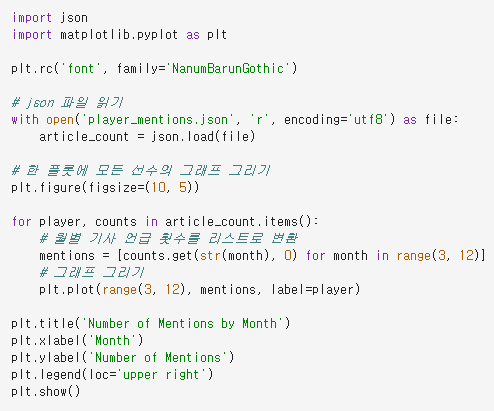 import json
import matplotlib.pyplot as plt

plt.rc('font', family='NanumBarunGothic')

# json 파일 읽기
with open('player_mentions.json', 'r', encoding='utf8') as file:
    article_count = json.load(file)

# 한 플롯에 모든 선수의 그래프 그리기
plt.figure(figsize=(10, 5))

for player, counts in article_count.items():
    # 월별 기사 언급 횟수를 리스트로 변환
    mentions = [counts.get(str(month), 0) for month in range(3, 12)]
    # 그래프 그리기
    plt.plot(range(3, 12), mentions, label=player)

plt.title('Number of Mentions by Month')
plt.xlabel('Month')
plt.ylabel('Number of Mentions')
plt.legend(loc='upper right')
plt.show()